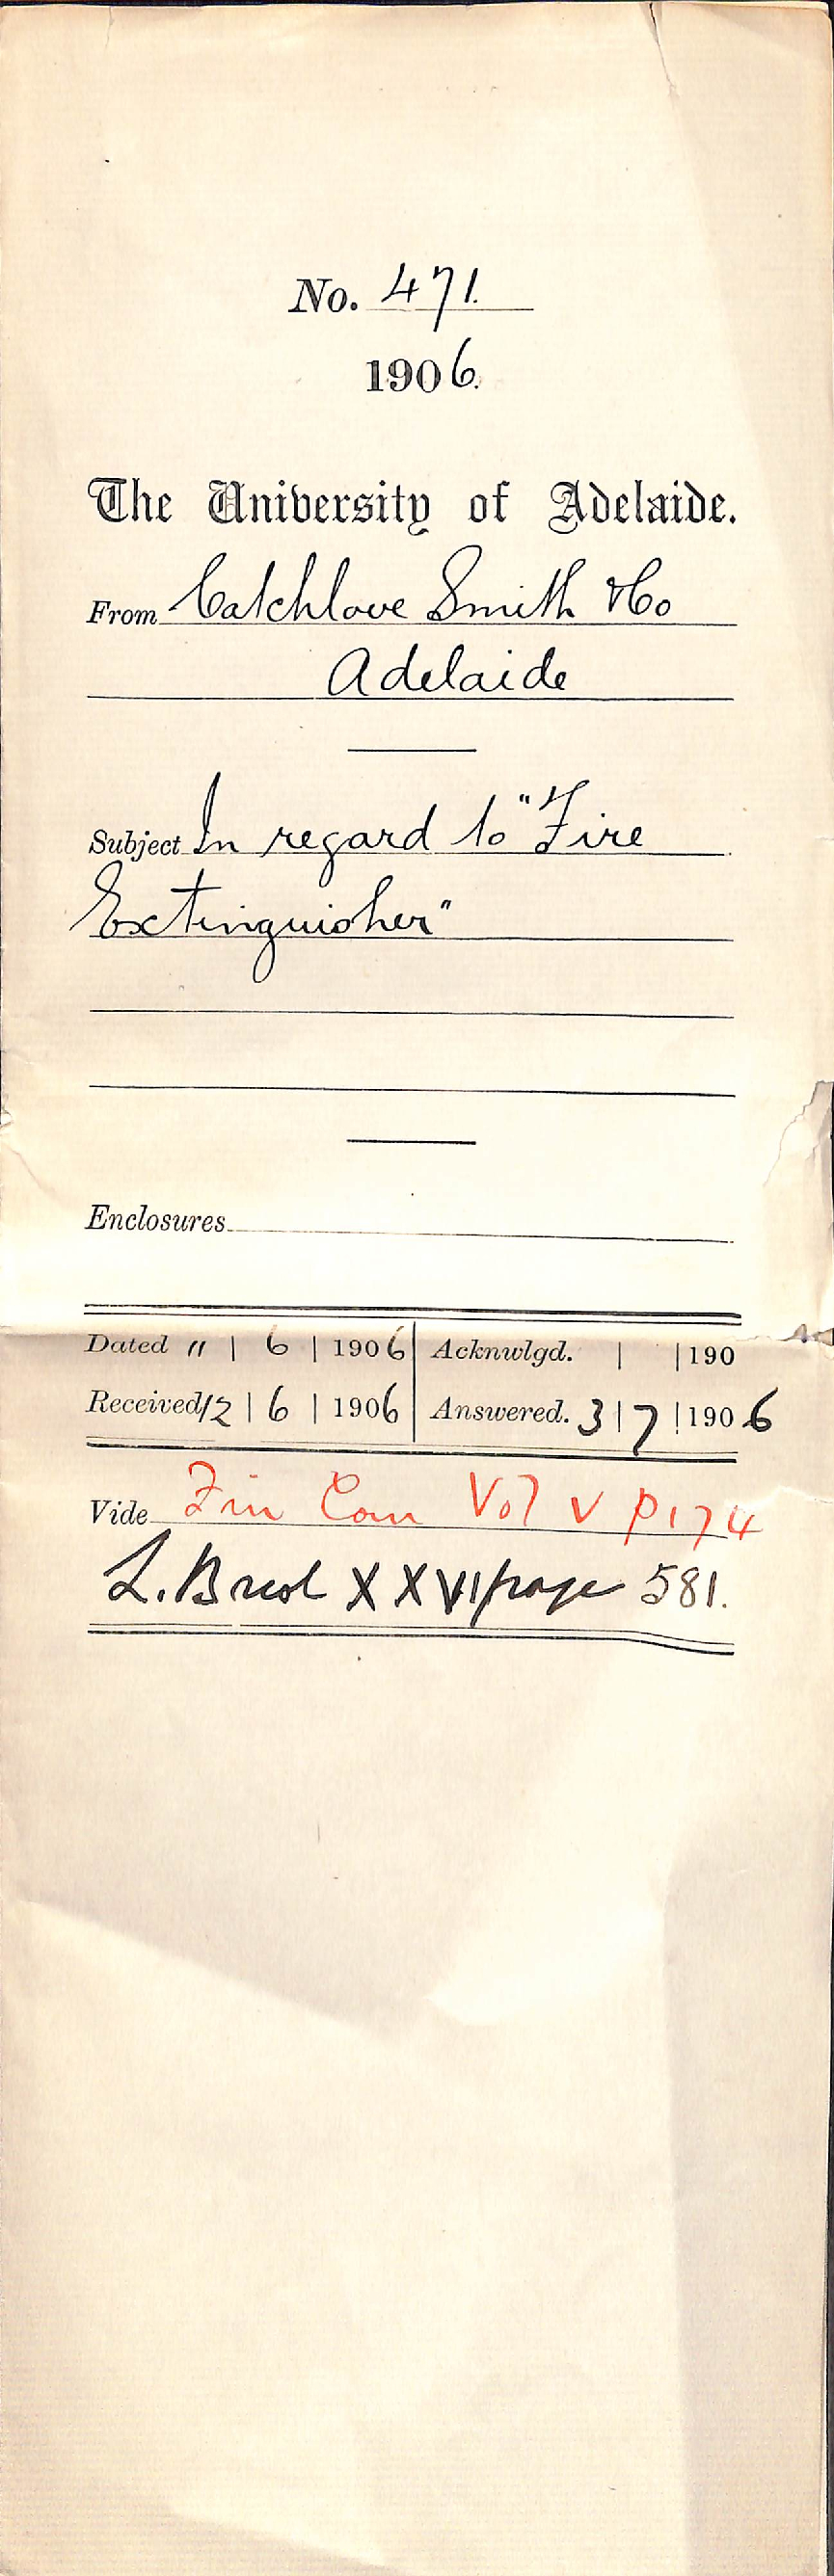 No. 471.
1906.
The University of Adelaide.
From Catchlove Smith & Co
Adelaide
Subject In regard to "Fire
Extinguisher"
Enclosures
Dated 11 | 6 | 1906 Acknwlgd. | | 190
Received 12 | 6 | 1906 Answered. 3 | 7 | 1906
Vide Fin Com Vol V p 174
L. Book XXVI page 581.